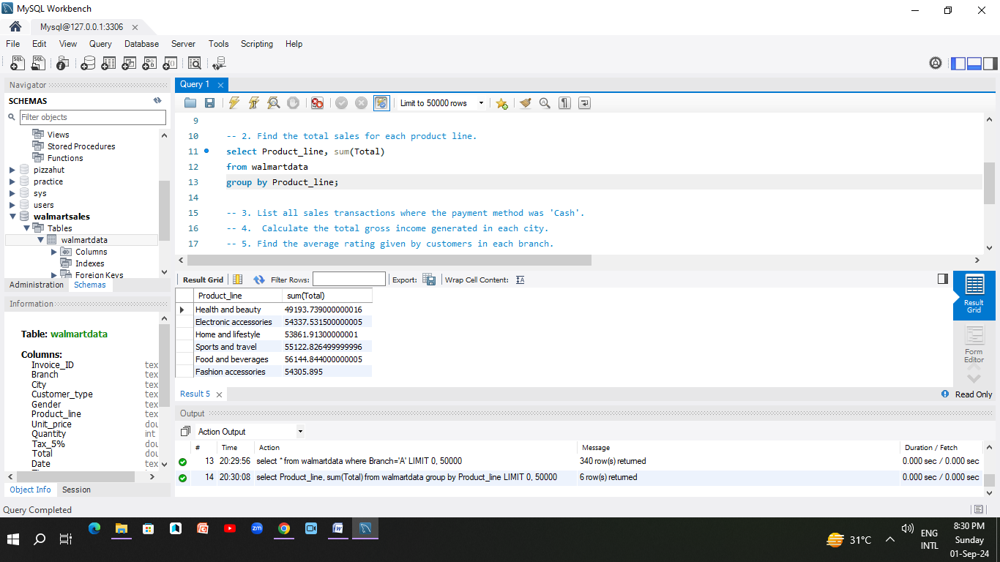 MySQL Workbench
Mysql@127.0.0.1:3306
File Edit View Query Database Server Tools Scripting Help
Navigator
SCHEMAS
Filter objects
Views
Stored Procedures
Functions
pizzahut
practice
sys
users
walmartsales
Tables
walmartdata
Columns
Indexes
Foreign Keys
Administration Schemas
Information
Table: walmartdata
Columns:
Invoice_ID tex
Branch tex
City tex
Customer_type tex
Gender tex
Product_line tex
Unit_price dou
Quantity int
Tax_5% dou
Total dou
Date tex
Object Info Session
Query 1
Limit to 50000 rows
9
10 -- 2. Find the total sales for each product line.
11 select Product_line, sum(Total)
12 from walmartdata
13 group by Product_line;
14
15 -- 3. List all sales transactions where the payment method was 'Cash'.
16 -- 4.  Calculate the total gross income generated in each city.
17 -- 5. Find the average rating given by customers in each branch.
Result Grid Filter Rows: Export: Wrap Cell Content:
Product_line sum(Total)
Health and beauty 49193.739000000016
Electronic accessories 54337.531500000005
Home and lifestyle 53861.91300000001
Sports and travel 55122.826499999996
Food and beverages 56144.844000000005
Fashion accessories 54305.895
Result Grid
Form Editor
Result 5
Read Only
Output
Action Output
# Time Action Message Duration / Fetch
13 20:29:56 select * from walmartdata where Branch='A' LIMIT 0, 50000 340 row(s) returned 0.000 sec / 0.000 sec
14 20:30:08 select Product_line, sum(Total) from walmartdata group by Product_line LIMIT 0, 50000 6 row(s) returned 0.000 sec / 0.000 sec
Query Completed
31°C
ENG
INTL
8:30 PM
Sunday
01-Sep-24